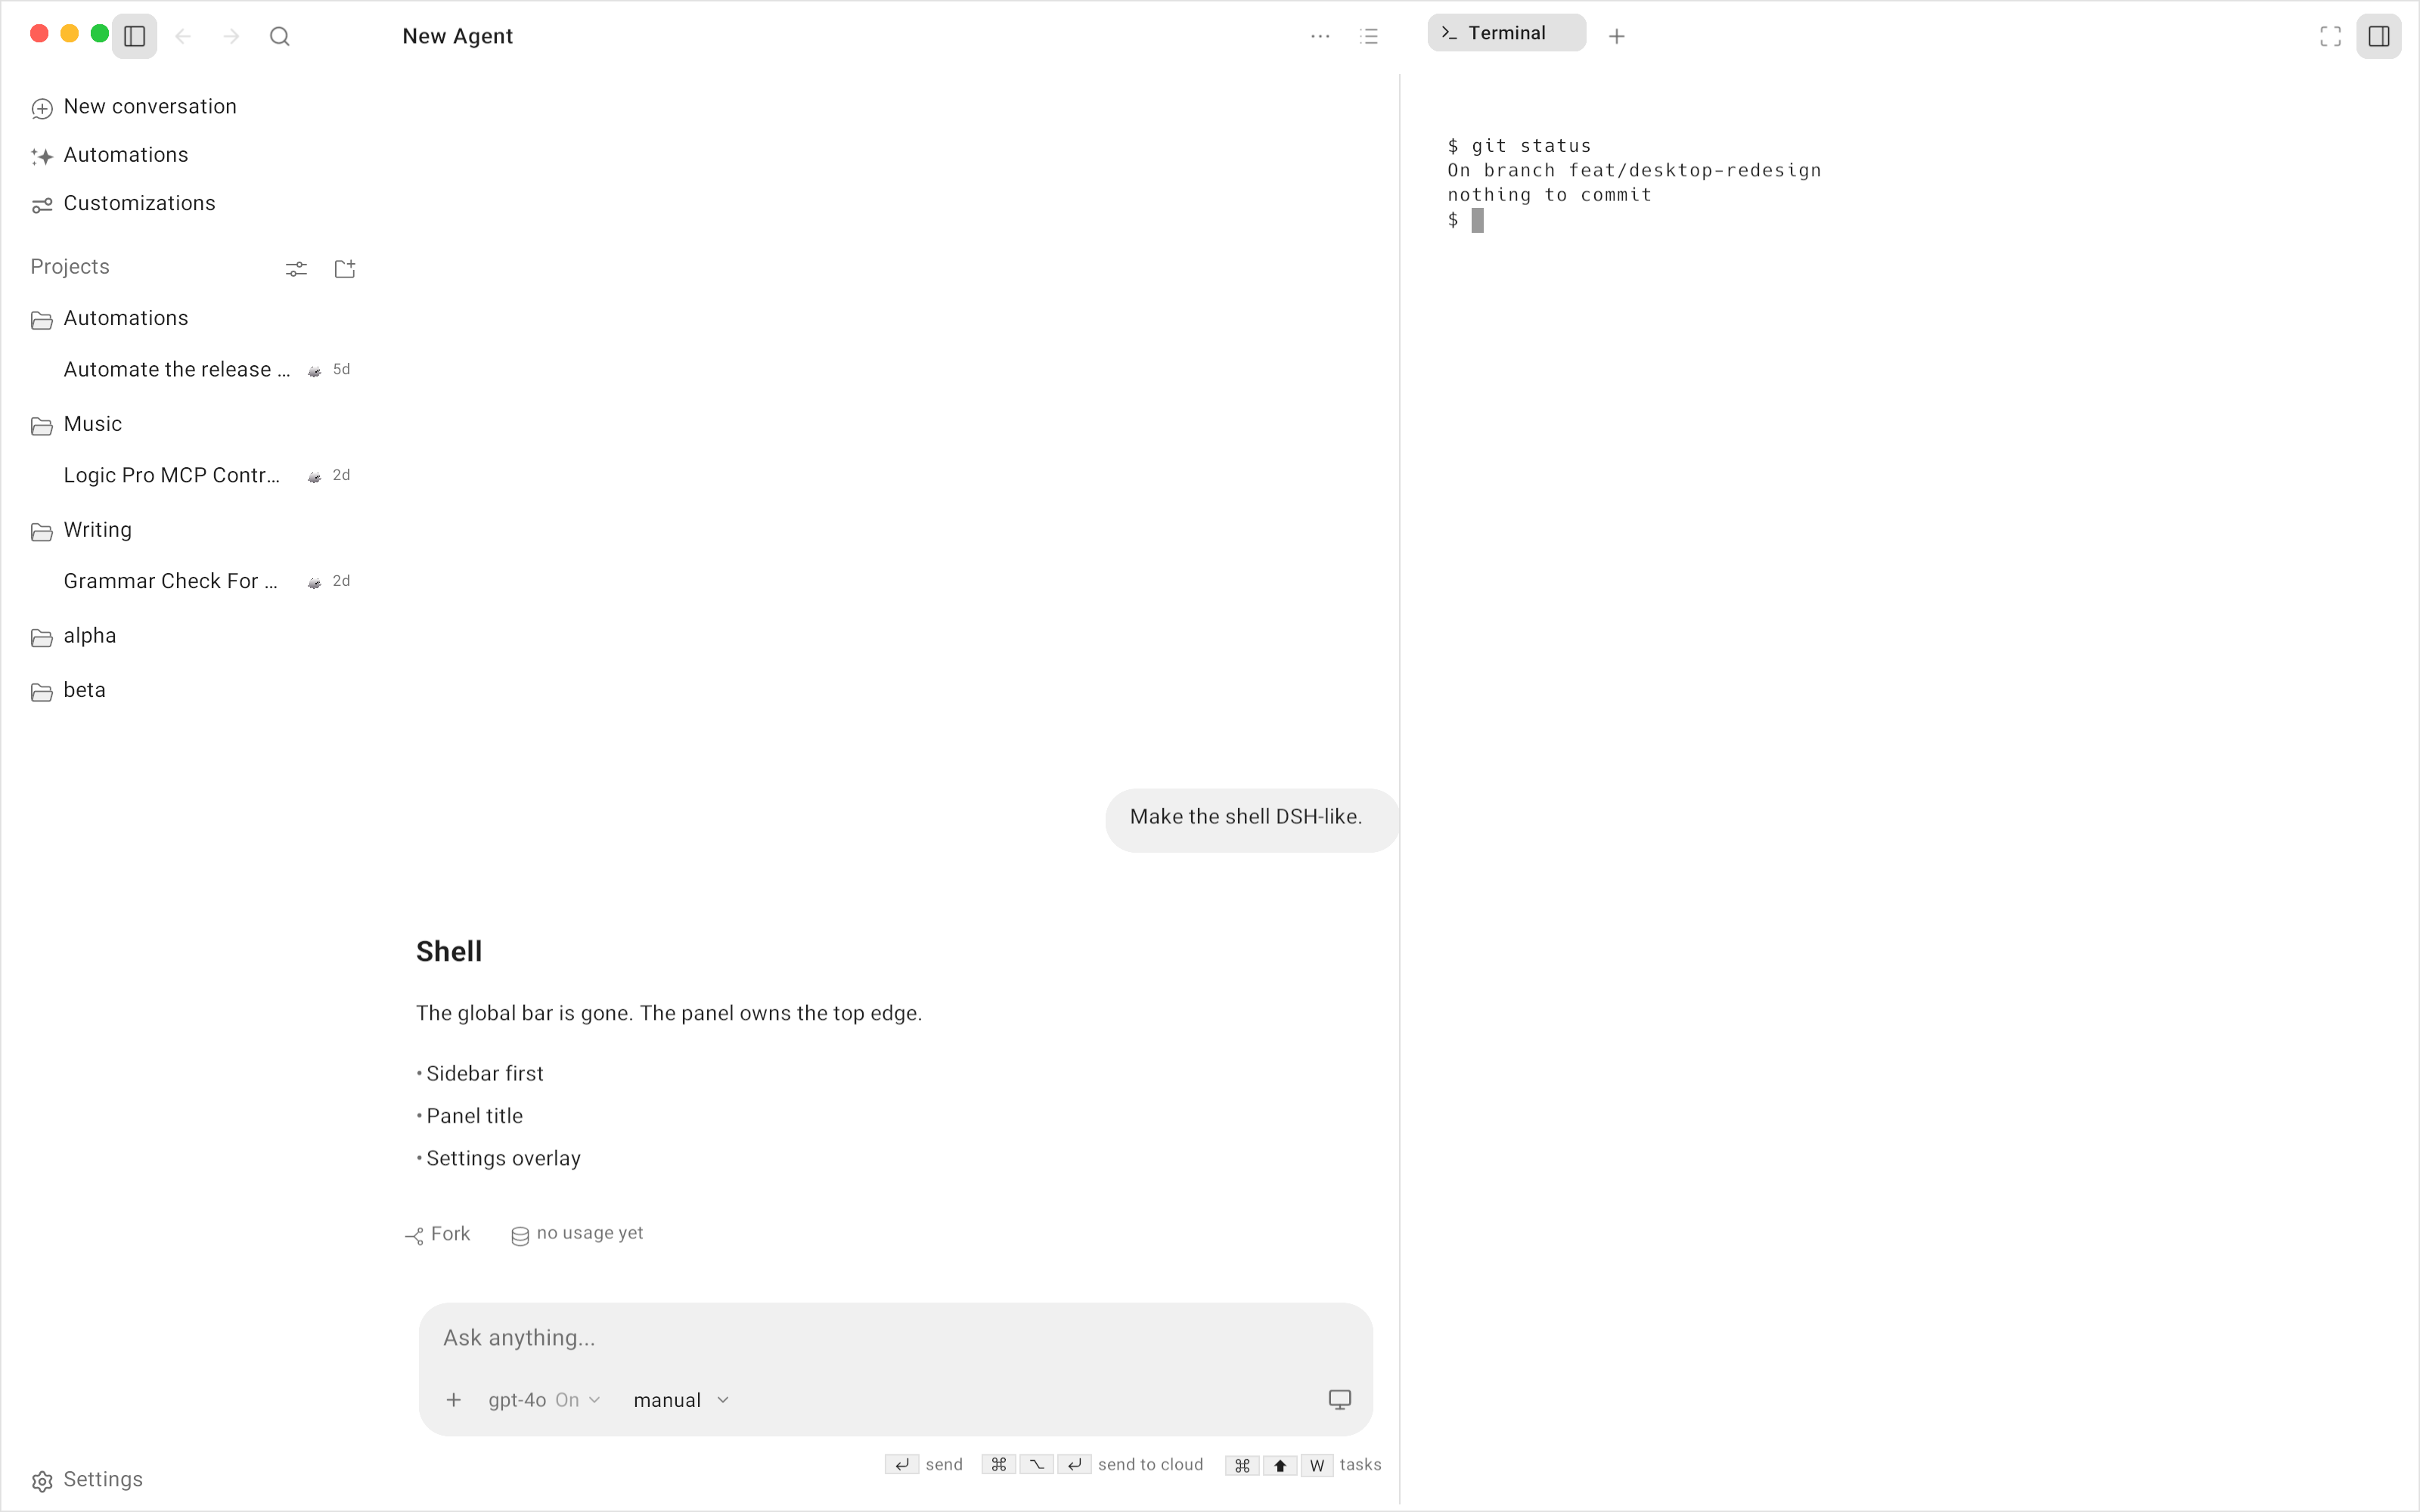 New Agent
Terminal
New conversation
Automations
Customizations
Projects
Automations
Automate the release ... 5d
Music
Logic Pro MCP Contr... 2d
Writing
Grammar Check For ... 2d
alpha
beta
Settings
Make the shell DSH-like.
Shell
The global bar is gone. The panel owns the top edge.
• Sidebar first
• Panel title
• Settings overlay
Fork no usage yet
Ask anything...
+ gpt-4o On manual
↵ send ⌘ ⌥ ↵ send to cloud ⌘ ⬆ W tasks
$ git status
On branch feat/desktop-redesign
nothing to commit
$